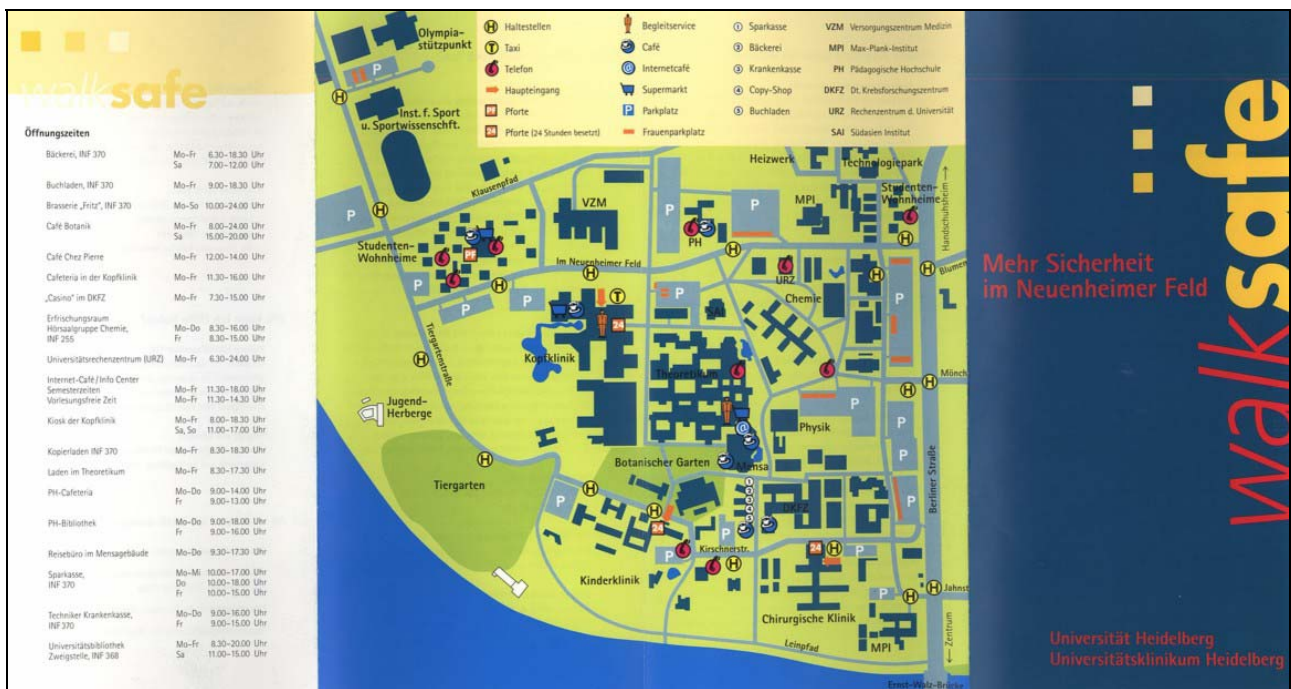 walksafe
Öffnungszeiten
Bäckerei, INF 370 Mo-Fr 6.30-18.30 Uhr
Sa 7.00-12.00 Uhr
Buchladen, INF 370 Mo-Fr 9.00-18.30 Uhr
Brasserie „Fritz", INF 370 Mo-So 10.00-24.00 Uhr
Café Botanik Mo-Fr 8.00-24.00 Uhr
Sa 15.00-20.00 Uhr
Café Chez Pierre Mo-Fr 12.00-14.00 Uhr
Cafeteria in der Kopfklinik Mo-Fr 11.30-16.00 Uhr
„Casino" im DKFZ Mo-Fr 7.30-15.00 Uhr
Erfrischungsraum
Hörsaalgruppe Chemie, Mo-Do 8.30-16.00 Uhr
INF 255 Fr 8.30-15.00 Uhr
Universitätsrechenzentrum (URZ) Mo-Fr 6.30-24.00 Uhr
Internet-Café/Info Center
Semesterzeiten Mo-Fr 11.30-18.00 Uhr
Vorlesungsfreie Zeit Mo-Fr 11.30-14.30 Uhr
Kiosk der Kopfklinik Mo-Fr 8.00-18.30 Uhr
Sa, So 11.00-17.00 Uhr
Kopierladen INF 370 Mo-Fr 8.30-18.30 Uhr
Laden im Theoretikum Mo-Fr 8.30-17.30 Uhr
PH-Cafeteria Mo-Do 9.00-14.00 Uhr
Fr 9.00-13.00 Uhr
PH-Bibliothek Mo-Do 9.00-18.00 Uhr
Fr 9.00-16.00 Uhr
Reisebüro im Mensagebäude Mo-Do 9.30-17.30 Uhr
Sparkasse, Mo-Mi 10.00-17.00 Uhr
INF 370 Do 10.00-18.00 Uhr
Fr 10.00-15.00 Uhr
Techniker Krankenkasse, Mo-Do 9.00-16.00 Uhr
INF 370 Fr 9.00-15.00 Uhr
Universitätsbibliothek Mo-Fr 8.30-20.00 Uhr
Zweigstelle, INF 368 Sa 11.00-15.00 Uhr
H Haltestellen
T Taxi
Telefon
Haupteingang
PF Pforte
24 Pforte (24 Stunden besetzt)
Begleitservice
Café
@ Internetcafé
Supermarkt
P Parkplatz
Frauenparkplatz
1 Sparkasse
2 Bäckerei
3 Krankenkasse
4 Copy-Shop
5 Buchladen
VZM Versorgungszentrum Medizin
MPI Max-Plank-Institut
PH Pädagogische Hochschule
DKFZ Dt. Krebsforschungszentrum
URZ Rechenzentrum d. Universität
SAI Südasien Institut
Olympia-
stützpunkt
Inst. f. Sport
u. Sportwissenschft.
Klausenpfad
VZM
Heizwerk
Technologiepark
MPI
Studenten-
Wohnheime
Handschuhsheim
PH
Studenten-
Wohnheime
PF
Im Neuenheimer Feld
Blumen
URZ
Chemie
SAI
24
Kopfklinik
Tiergartenstraße
Theoretikum
Mönch
Jugend-
Herberge
Physik
Botanischer Garten
Mensa
Tiergarten
DKFZ
Berliner Straße
24
Kirschnerstr.
24
Kinderklinik
Jahnst
Chirurgische Klinik
Leinpfad
MPI
Zentrum
Ernst-Walz-Brücke
Mehr Sicherheit
im Neuenheimer Feld
walksafe
Universität Heidelberg
Universitätsklinikum Heidelberg